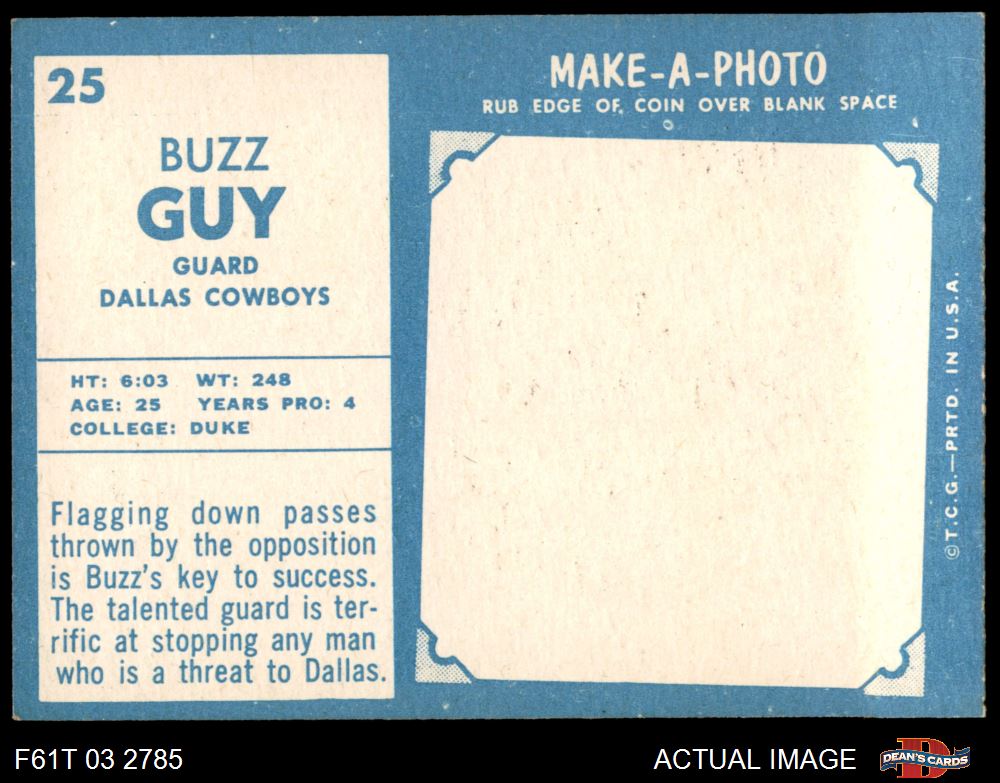 25
BUZZ
GUY
GUARD
DALLAS COWBOYS
HT: 6:03 WT: 248
AGE: 25 YEARS PRO: 4
COLLEGE: DUKE
Flagging down passes
thrown by the opposition
is Buzz's key to success.
The talented guard is ter-
rific at stopping any man
who is a threat to Dallas.
MAKE-A-PHOTO
RUB EDGE OF COIN OVER BLANK SPACE
©T.C.G.—PRTD. IN U.S.A.
F61T 03 2785
ACTUAL IMAGE
DEAN'S CARDS